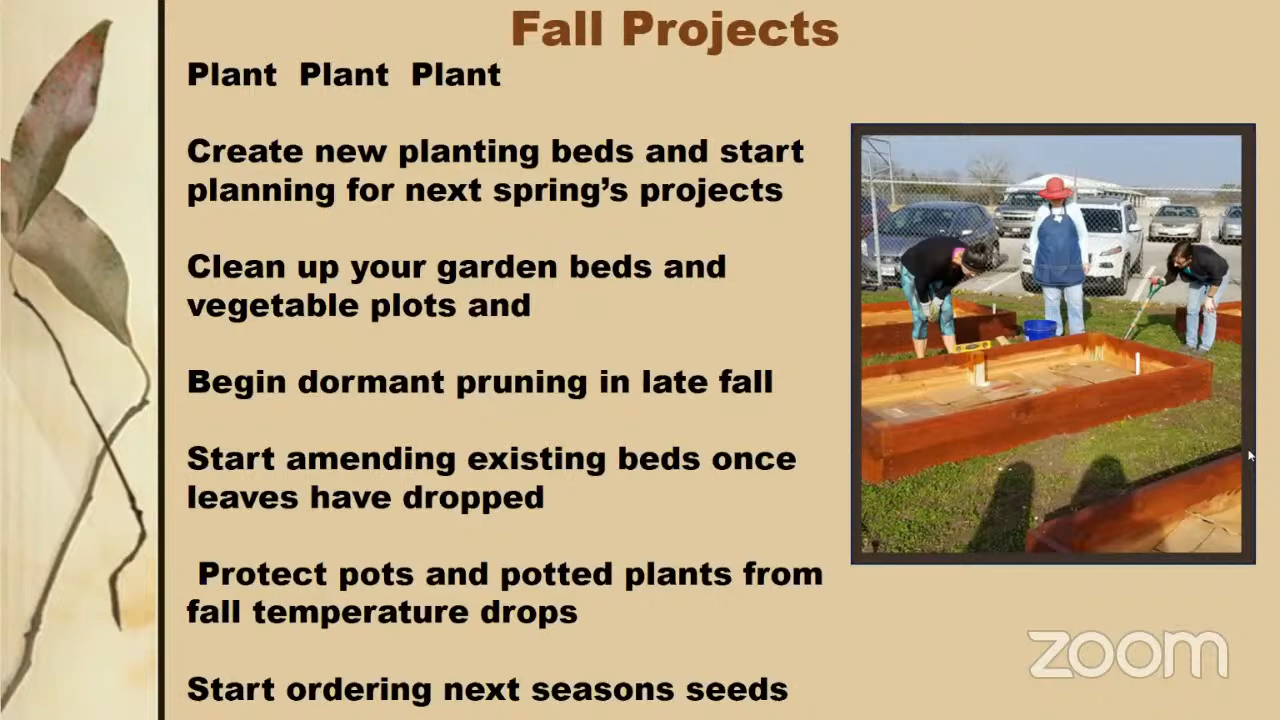 Fall Projects
Plant Plant Plant
Create new planting beds and start
planning for next spring’s projects
Clean up your garden beds and
vegetable plots and
Begin dormant pruning in late fall
Start amending existing beds once
leaves have dropped
Protect pots and potted plants from
fall temperature drops
Start ordering next seasons seeds
zoom